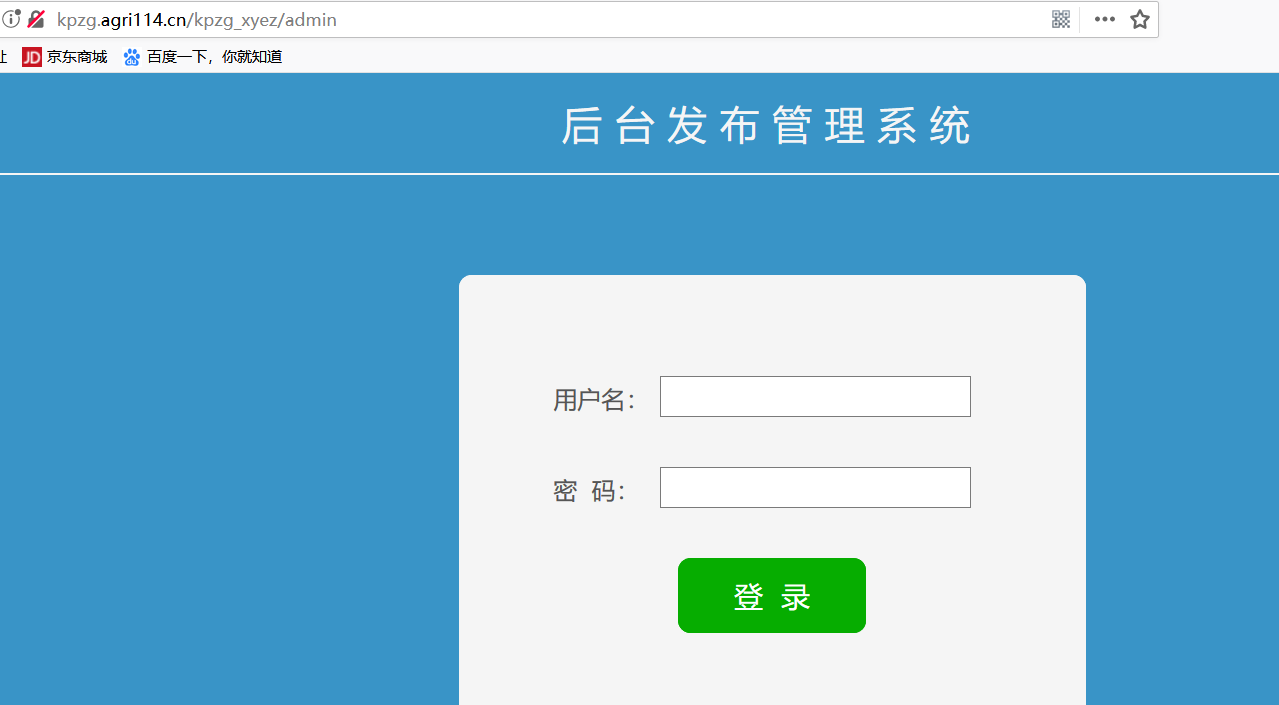 kpzg.agri114.cn/kpzg_xyez/admin
JD 京东商城 百度一下，你就知道
后台发布管理系统
用户名：
密 码：
登 录